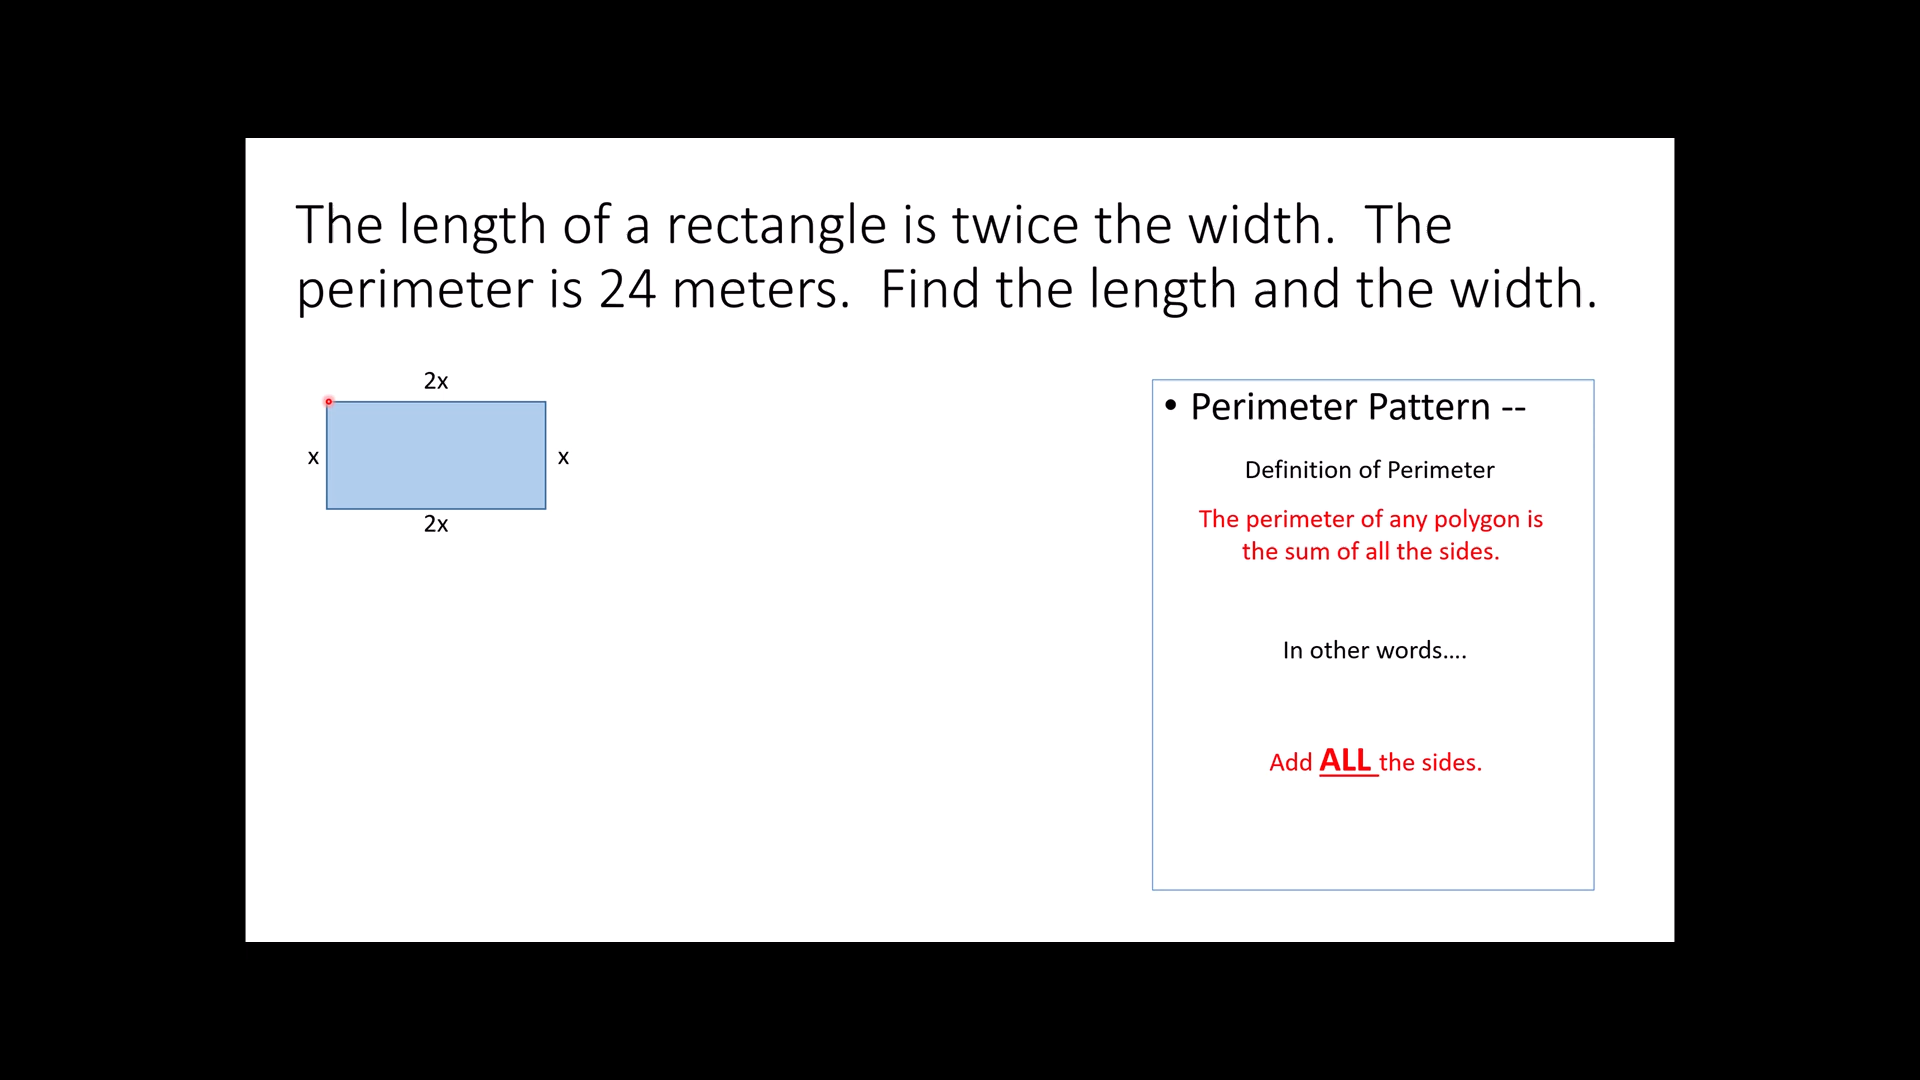 The length of a rectangle is twice the width.  The
perimeter is 24 meters.  Find the length and the width.
2x
x
x
2x
• Perimeter Pattern --
Definition of Perimeter
The perimeter of any polygon is
the sum of all the sides.
In other words....
Add ALL the sides.